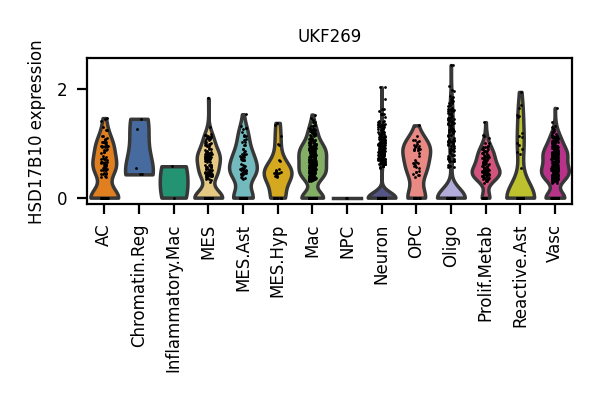 UKF269
HSD17B10 expression
2
0
AC
Chromatin.Reg
Inflammatory.Mac
MES
MES.Ast
MES.Hyp
Mac
NPC
Neuron
OPC
Oligo
Prolif.Metab
Reactive.Ast
Vasc